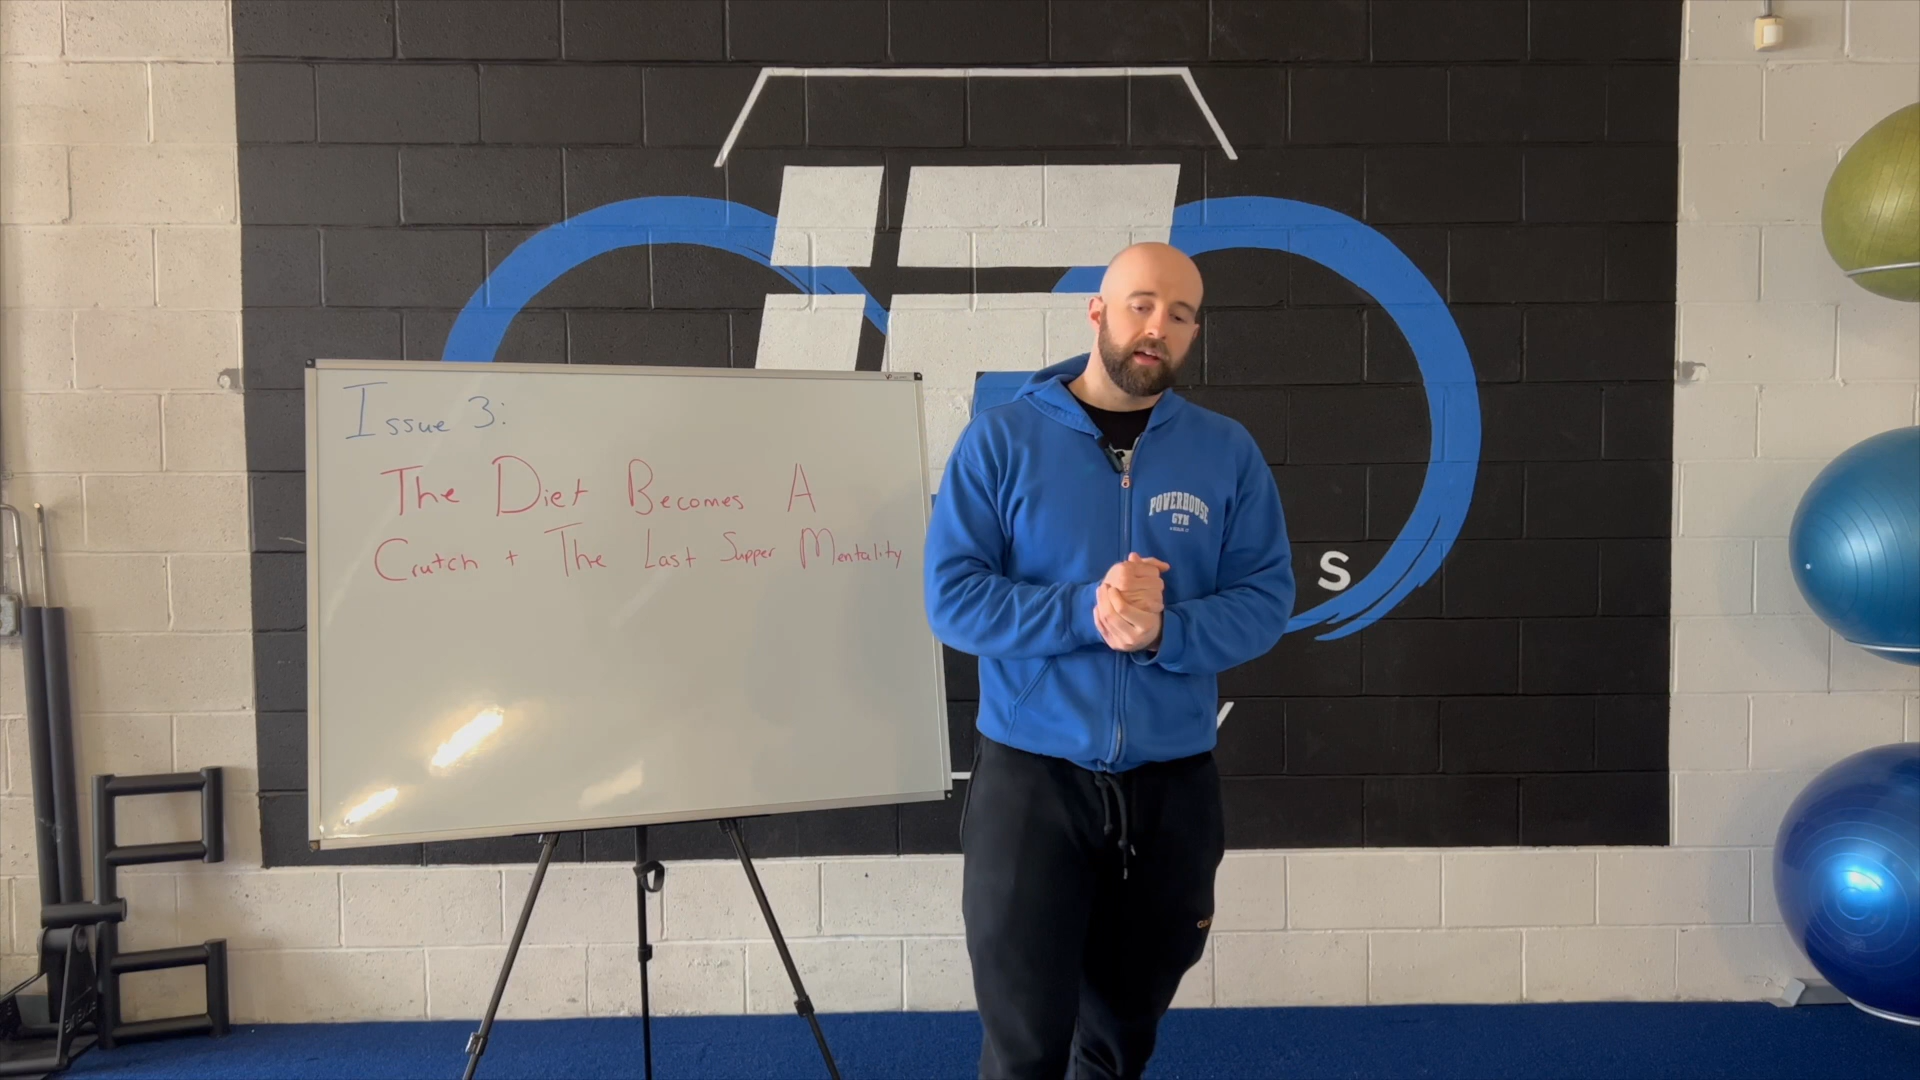 Issue 3:
The Diet Becomes A
Crutch + The Last Supper Mentality
POWERHOUSE
GYM
S
Y